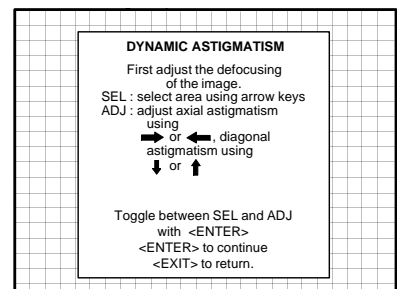 DYNAMIC ASTIGMATISM
First adjust the defocusing
of the image.
SEL : select area using arrow keys
ADJ : adjust axial astigmatism
using
➡ or ⬅, diagonal
astigmatism using
⬇ or ⬆
Toggle between SEL and ADJ
with <ENTER>
<ENTER> to continue
<EXIT> to return.